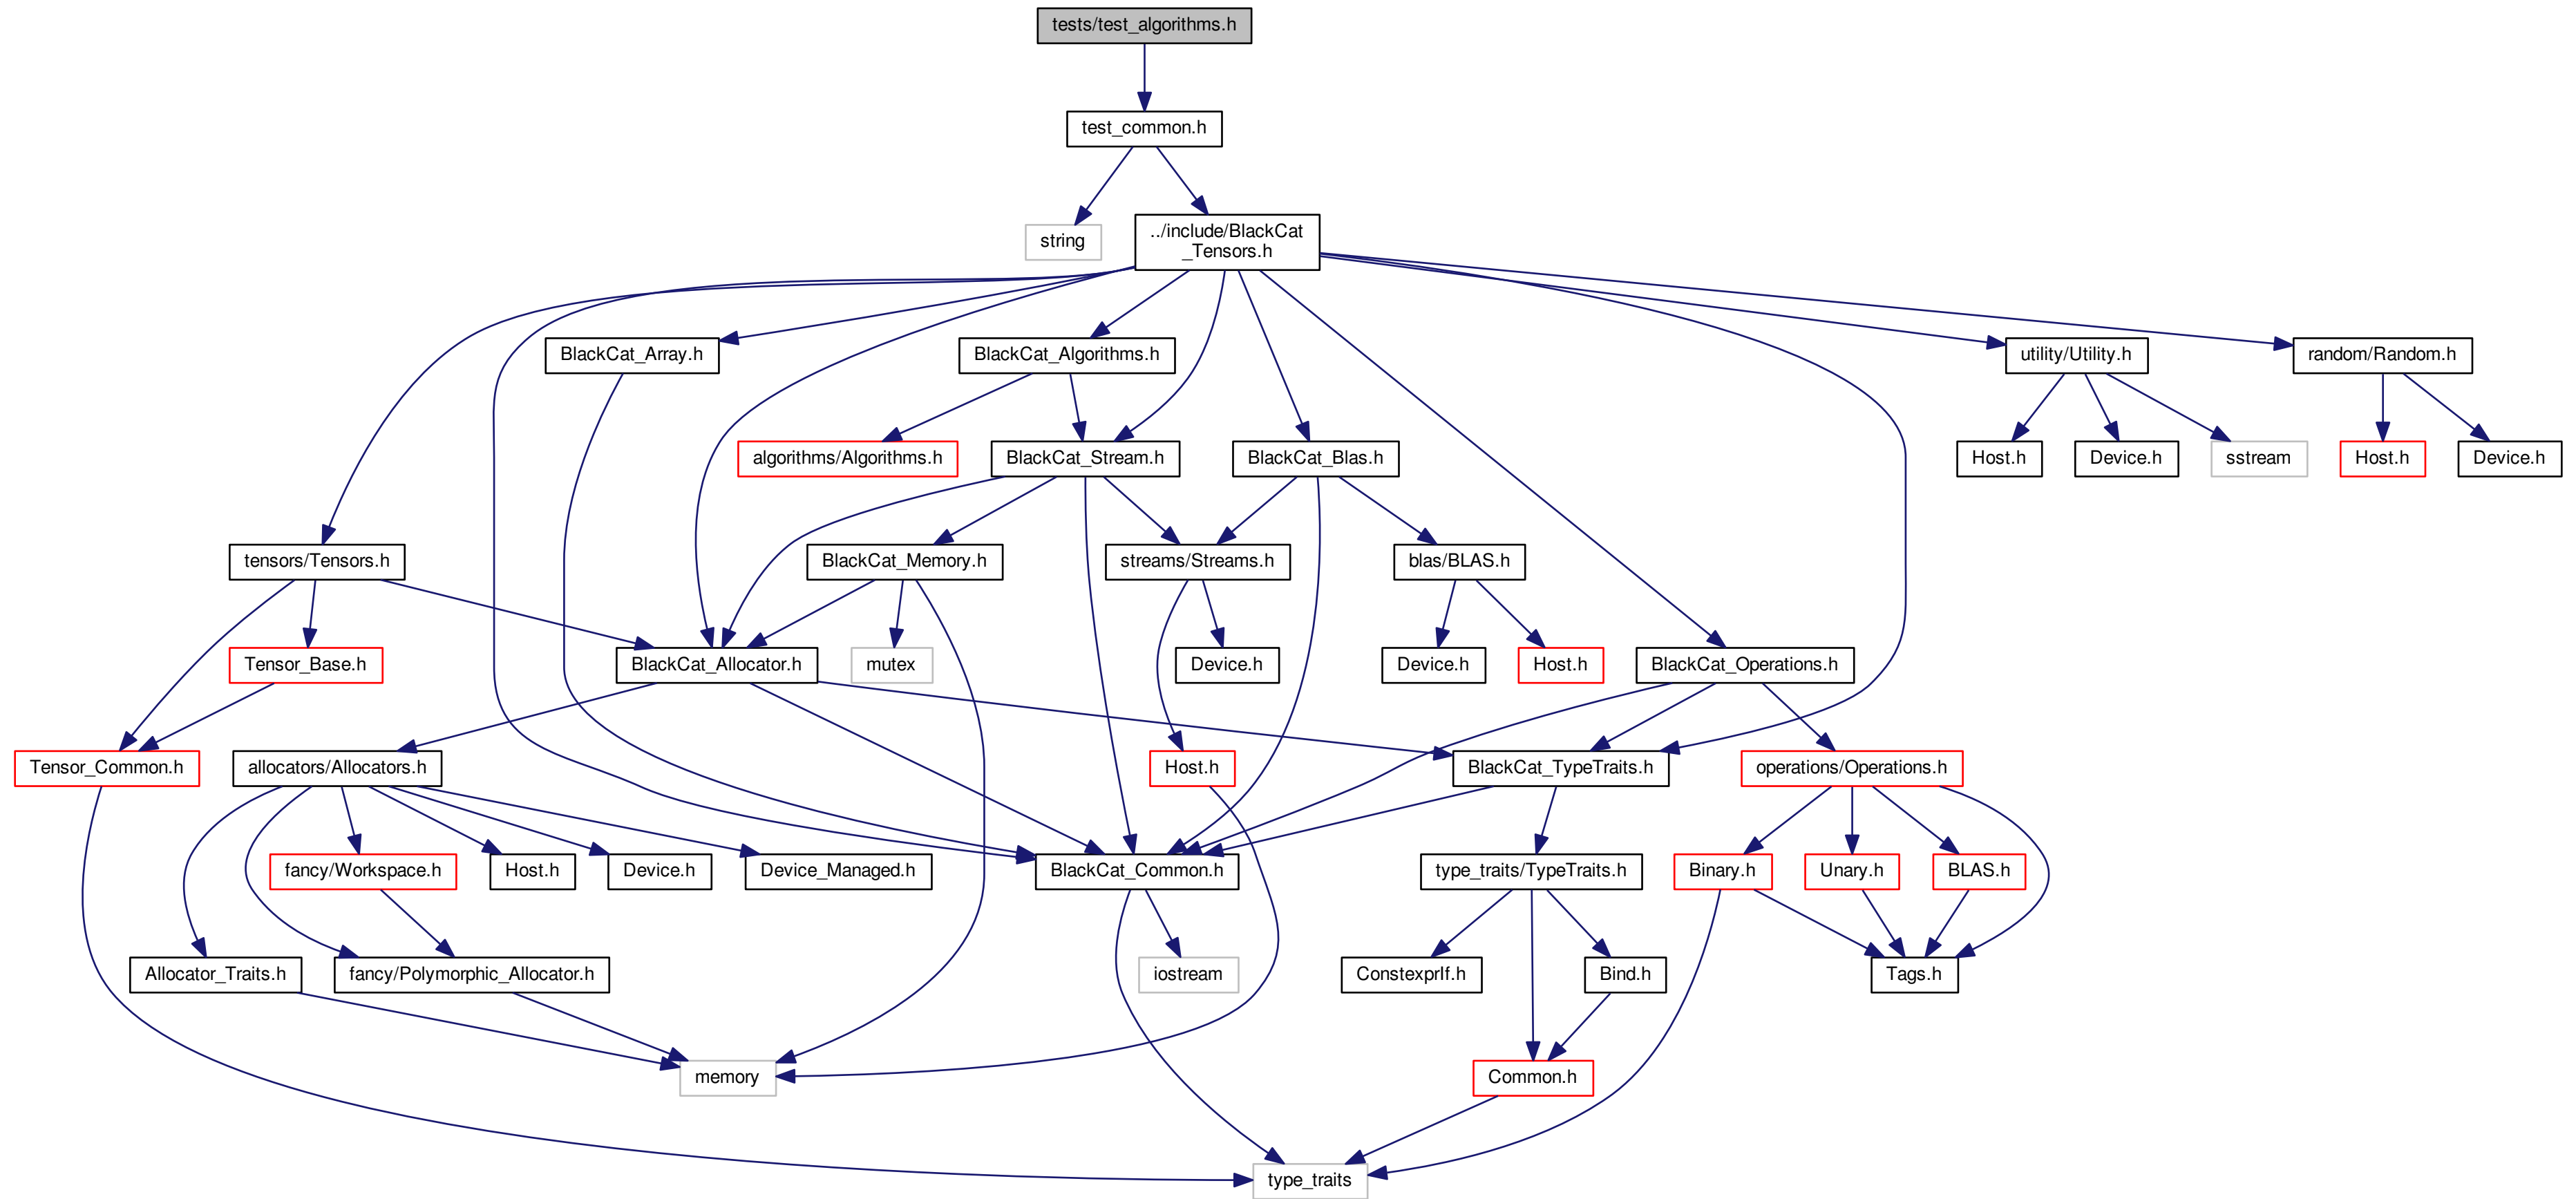 tests/test_algorithms.h
test_common.h
string
../include/BlackCat
_Tensors.h
BlackCat_Array.h
BlackCat_Algorithms.h
utility/Utility.h
random/Random.h
algorithms/Algorithms.h
BlackCat_Stream.h
BlackCat_Blas.h
Host.h
Device.h
sstream
Host.h
Device.h
tensors/Tensors.h
BlackCat_Memory.h
streams/Streams.h
blas/BLAS.h
Tensor_Base.h
BlackCat_Allocator.h
mutex
Device.h
Device.h
Host.h
BlackCat_Operations.h
Tensor_Common.h
allocators/Allocators.h
Host.h
BlackCat_TypeTraits.h
operations/Operations.h
fancy/Workspace.h
Host.h
Device.h
Device_Managed.h
BlackCat_Common.h
type_traits/TypeTraits.h
Binary.h
Unary.h
BLAS.h
Allocator_Traits.h
fancy/Polymorphic_Allocator.h
iostream
ConstexprIf.h
Bind.h
Tags.h
memory
Common.h
type_traits